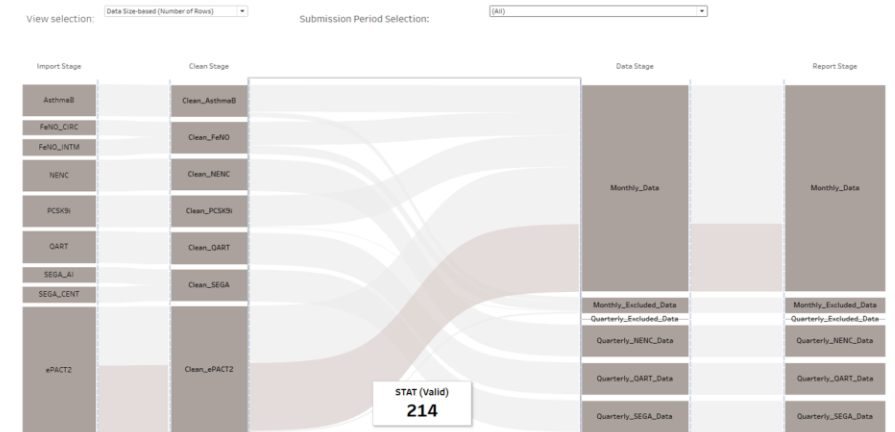 View selection: Data Size-based (Number of Rows) Submission Period Selection: (All)
Import Stage Clean Stage Data Stage Report Stage
AsthmaB
FeNO_CIRC
FeNO_INTM
NENC
PCSK9i
QART
SEGA_AI
SEGA_CENT
ePACT2
Clean_AsthmaB
Clean_FeNO
Clean_NENC
Clean_PCSK9i
Clean_QART
Clean_SEGA
Clean_ePACT2
STAT (Valid)
214
Monthly_Data
Monthly_Excluded_Data
Quarterly_Excluded_Data
Quarterly_NENC_Data
Quarterly_QART_Data
Quarterly_SEGA_Data
Monthly_Data
Monthly_Excluded_Data
Quarterly_Excluded_Data
Quarterly_NENC_Data
Quarterly_QART_Data
Quarterly_SEGA_Data